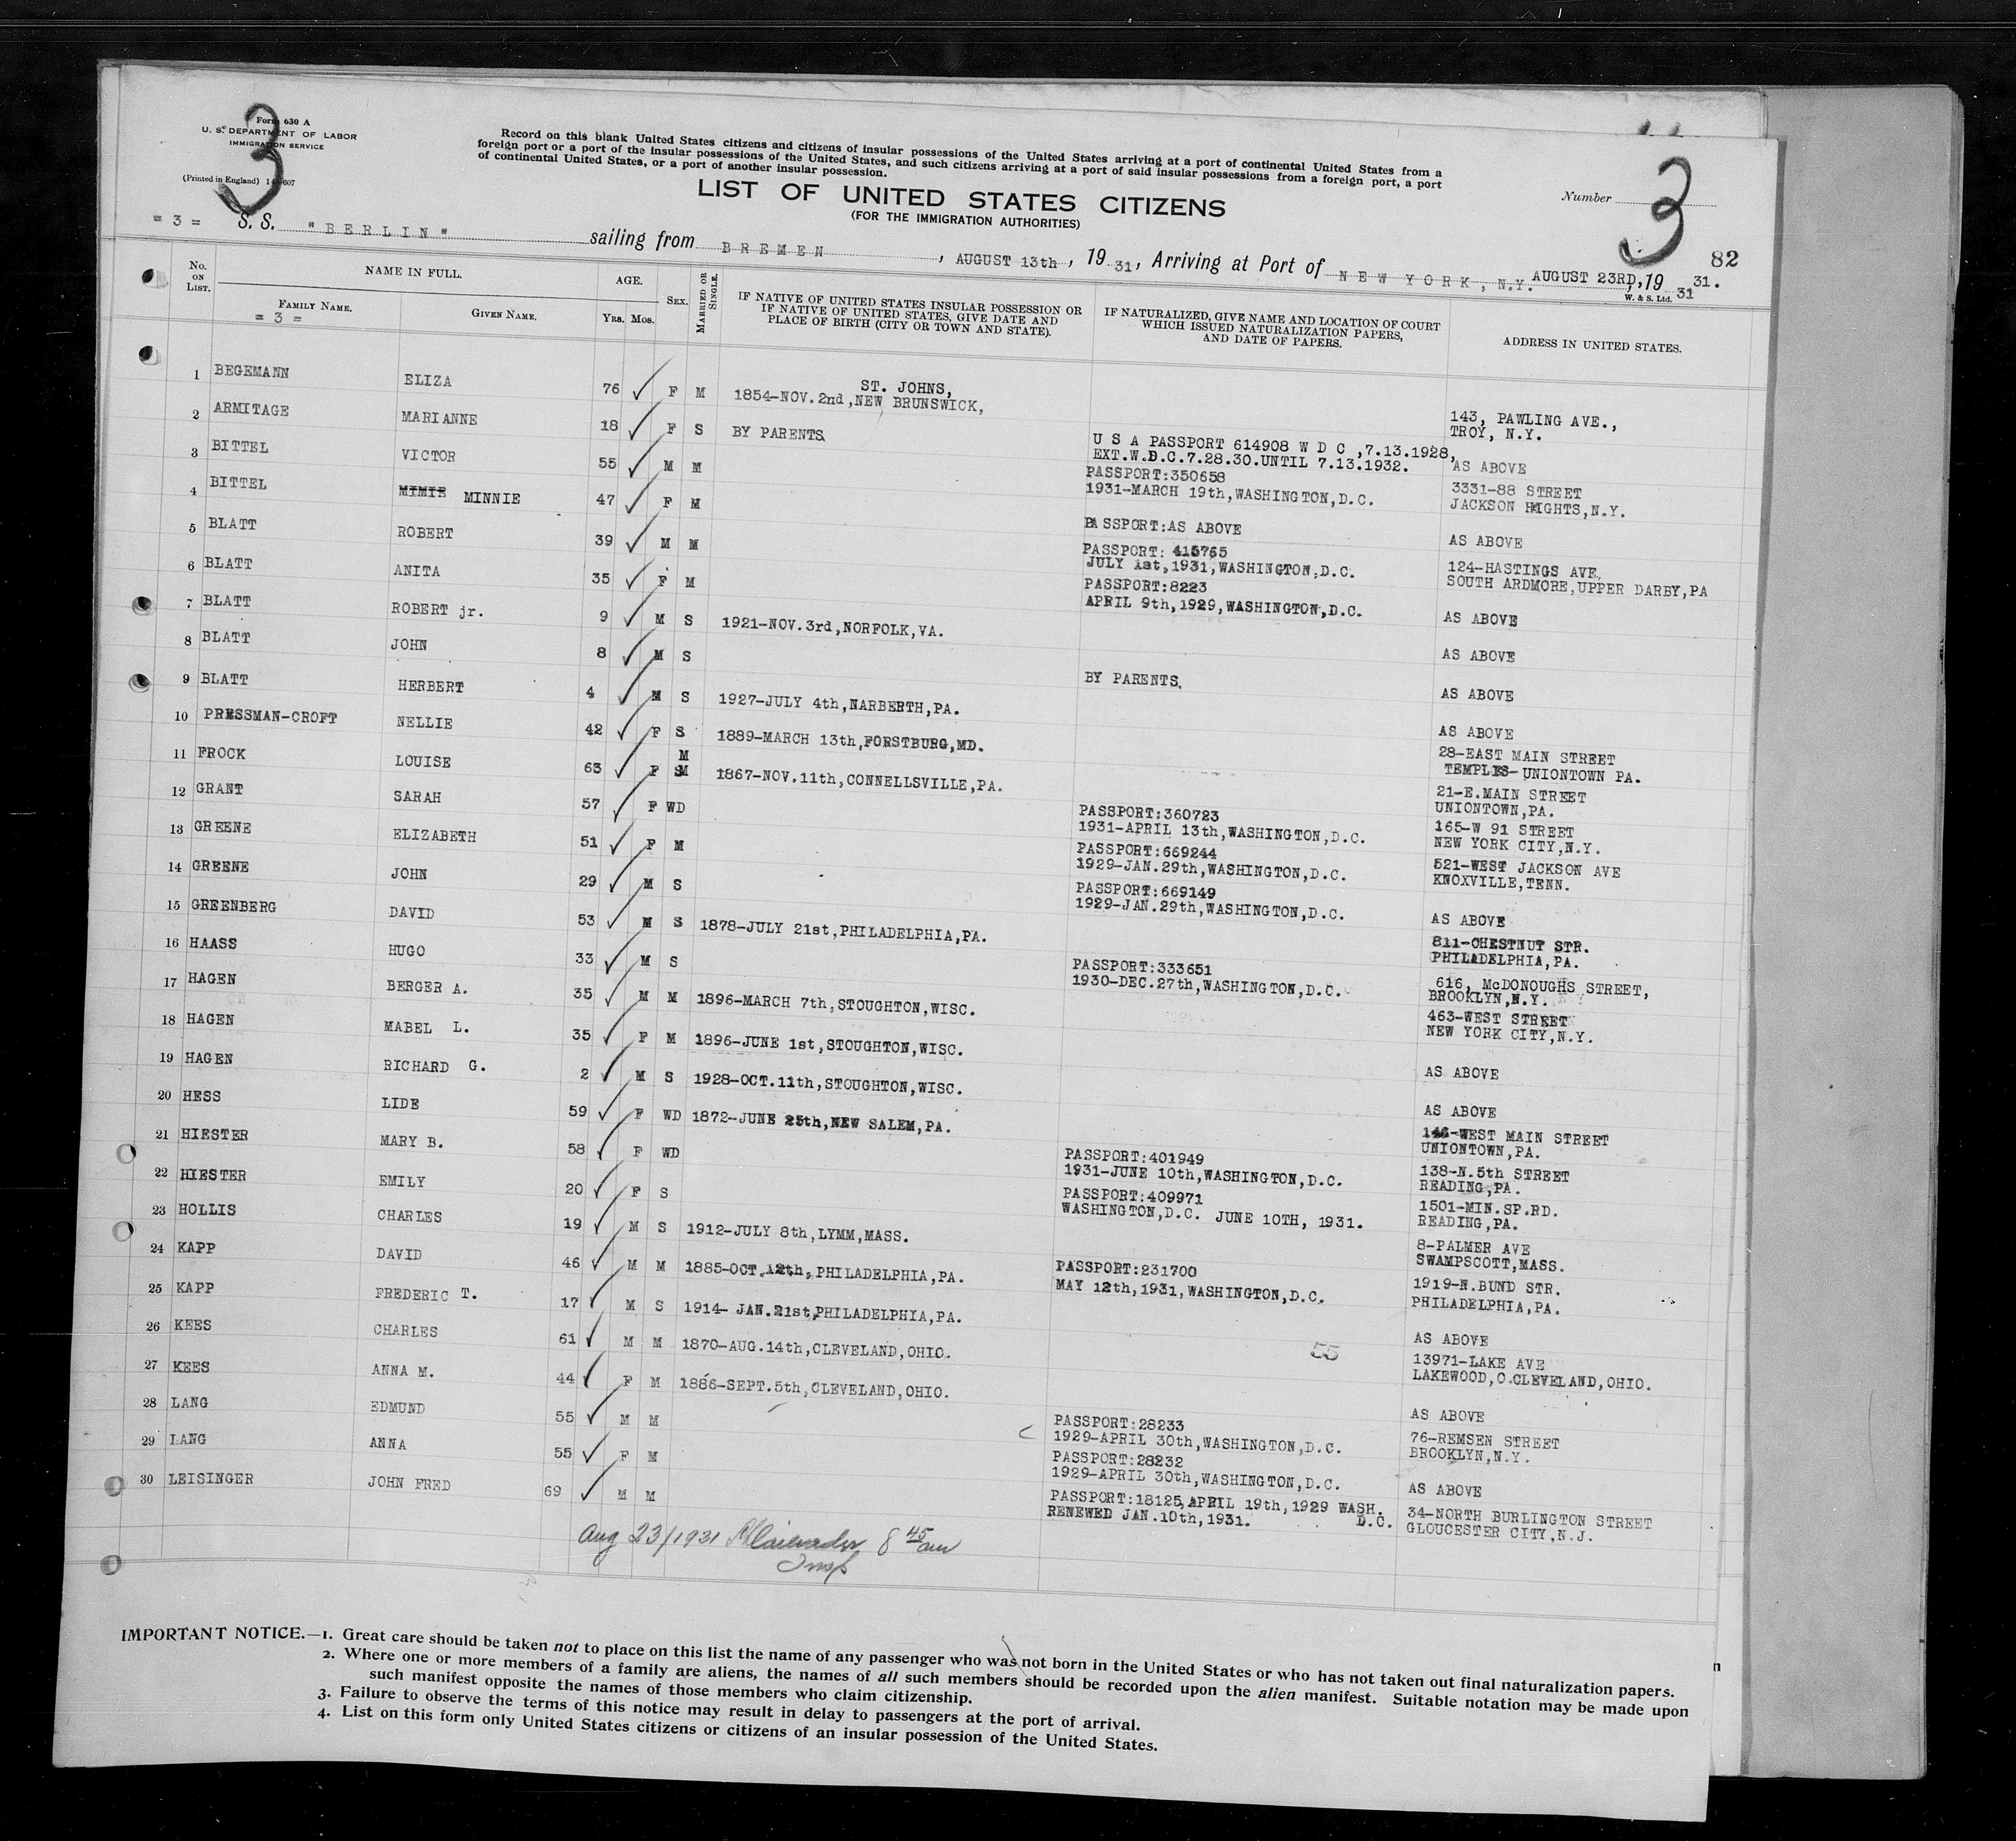 3
Form 630 A
U. S. DEPARTMENT OF LABOR
IMMIGRATION SERVICE
(Printed in England) 14-607
Record on this blank United States citizens and citizens of insular possessions of the United States arriving at a port of continental United States from a
foreign port or a port of the insular possessions of the United States, and such citizens arriving at a port of said insular possessions from a foreign port, a port
of continental United States, or a port of another insular possession.
LIST OF UNITED STATES CITIZENS
(FOR THE IMMIGRATION AUTHORITIES)
Number 3
82
= 3 = S. S. "BERLIN" sailing from BREMEN, AUGUST 13th, 1931, Arriving at Port of NEW YORK, N.Y. AUGUST 23RD, 19 31 31.
W. & S. Ltd.
No. ON LIST. NAME IN FULL. AGE. SEX. MARRIED OR SINGLE. IF NATIVE OF UNITED STATES INSULAR POSSESSION OR
IF NATIVE OF UNITED STATES, GIVE DATE AND
PLACE OF BIRTH (CITY OR TOWN AND STATE).
IF NATURALIZED, GIVE NAME AND LOCATION OF COURT
WHICH ISSUED NATURALIZATION PAPERS,
AND DATE OF PAPERS.
ADDRESS IN UNITED STATES.
FAMILY NAME. GIVEN NAME. YRS. MOS.
= 3 =
1 BEGEMANN ELIZA 76 F M ST. JOHNS,
1854-NOV.2nd,NEW BRUNSWICK,
143, PAWLING AVE.,
TROY, N.Y.
2 ARMITAGE MARIANNE 18 F S BY PARENTS
U S A PASSPORT 614908 W D C ,7.13.1928,
EXT.W.D.C.7.28.30.UNTIL 7.13.1932.
AS ABOVE
3 BITTEL VICTOR 55 M M
PASSPORT:350658
1931-MARCH 19th,WASHINGTON,D.C.
3331-88 STREET
JACKSON HIGHTS,N.Y.
4 BITTEL MIMIE MINNIE 47 F M
PASSPORT:AS ABOVE
AS ABOVE
5 BLATT ROBERT 39 M M
PASSPORT: 415765
JULY 1st,1931,WASHINGTON,D.C.
124-HASTINGS AVE
SOUTH ARDMORE,UPPER DARBY,PA
6 BLATT ANITA 35 F M
PASSPORT:8223
APRIL 9th,1929,WASHINGTON,D.C.
AS ABOVE
7 BLATT ROBERT jr. 9 M S 1921-NOV.3rd,NORFOLK,VA.
AS ABOVE
8 BLATT JOHN 8 M S
BY PARENTS.
AS ABOVE
9 BLATT HERBERT 4 M S 1927-JULY 4th,NARBERTH,PA.
AS ABOVE
10 PRESSMAN-CROFT NELLIE 42 F S 1889-MARCH 13th,FORSTBURG,MD.
28-EAST MAIN STREET
TEMPLES-UNIONTOWN PA.
11 FROCK LOUISE 63 F M
SM 1867-NOV.11th,CONNELLSVILLE,PA.
21-E.MAIN STREET
UNIONTOWN,PA.
12 GRANT SARAH 57 F WD
PASSPORT:360723
1931-APRIL 13th,WASHINGTON,D.C.
165-W 91 STREET
NEW YORK CITY,N.Y.
13 GREENE ELIZABETH 51 F M
PASSPORT:669244
1929-JAN.29th,WASHINGTON,D.C.
521-WEST JACKSON AVE
KNOXVILLE,TENN.
14 GREENE JOHN 29 M S
PASSPORT:669149
1929-JAN.29th,WASHINGTON,D.C.
AS ABOVE
15 GREENBERG DAVID 53 M S 1878-JULY 21st,PHILADELPHIA,PA.
811-CHESTNUT STR.
PHILADELPHIA,PA.
16 HAASS HUGO 33 M S
PASSPORT:333651
1930-DEC.27th,WASHINGTON,D.C.
616, McDONOUGHS STREET,
BROOKLYN,N.Y.
17 HAGEN BERGER A. 35 M M 1896-MARCH 7th,STOUGHTON,WISC.
463-WEST STREET
NEW YORK CITY,N.Y.
18 HAGEN MABEL L. 35 F M 1896-JUNE 1st,STOUGHTON,WISC.
AS ABOVE
19 HAGEN RICHARD G. 2 M S 1928-OCT.11th,STOUGHTON,WISC.
AS ABOVE
20 HESS LIDE 59 F WD 1872-JUNE 25th,NEW SALEM,PA.
146-WEST MAIN STREET
UNIONTOWN,PA.
21 HIESTER MARY B. 58 F WD
PASSPORT:401949
1931-JUNE 10th,WASHINGTON,D.C.
138-N.5th STREET
READING,PA.
22 HIESTER EMILY 20 F S
PASSPORT:409971
WASHINGTON,D.C. JUNE 10TH, 1931.
1501-MIN.SP.RD.
READING,PA.
23 HOLLIS CHARLES 19 M S 1912-JULY 8th,LYMM,MASS.
8-PALMER AVE
SWAMPSCOTT,MASS.
24 KAPP DAVID 46 M M 1885-OCT.12th,PHILADELPHIA,PA.
PASSPORT:231700
MAY 12th,1931,WASHINGTON,D.C.
1919-N.BUND STR.
PHILADELPHIA,PA.
25 KAPP FREDERIC T. 17 M S 1914- JAN.21st,PHILADELPHIA,PA.
AS ABOVE
26 KEES CHARLES 61 M M 1870-AUG.14th,CLEVELAND,OHIO.
55
13971-LAKE AVE
LAKEWOOD,O.CLEVELAND,OHIO.
27 KEES ANNA M. 44 F M 1886-SEPT.5th,CLEVELAND,OHIO.
AS ABOVE
28 LANG EDMUND 55 M M
PASSPORT:28233
1929-APRIL 30th,WASHINGTON,D.C.
76-REMSEN STREET
BROOKLYN,N.Y.
29 LANG ANNA 55 F M
PASSPORT:28232
1929-APRIL 30th,WASHINGTON,D.C.
AS ABOVE
30 LEISINGER JOHN FRED 69 M M
PASSPORT:18125,APRIL 19th,1929 WASH.
RENEWED JAN.10th,1931. D.C.
34-NORTH BURLINGTON STREET
GLOUCESTER CITY,N.J.
Aug 23/1931 8 45 am
Insp
IMPORTANT NOTICE.—1. Great care should be taken not to place on this list the name of any passenger who was not born in the United States or who has not taken out final naturalization papers.
2. Where one or more members of a family are aliens, the names of all such members should be recorded upon the alien manifest. Suitable notation may be made upon
such manifest opposite the names of those members who claim citizenship.
3. Failure to observe the terms of this notice may result in delay to passengers at the port of arrival.
4. List on this form only United States citizens or citizens of an insular possession of the United States.